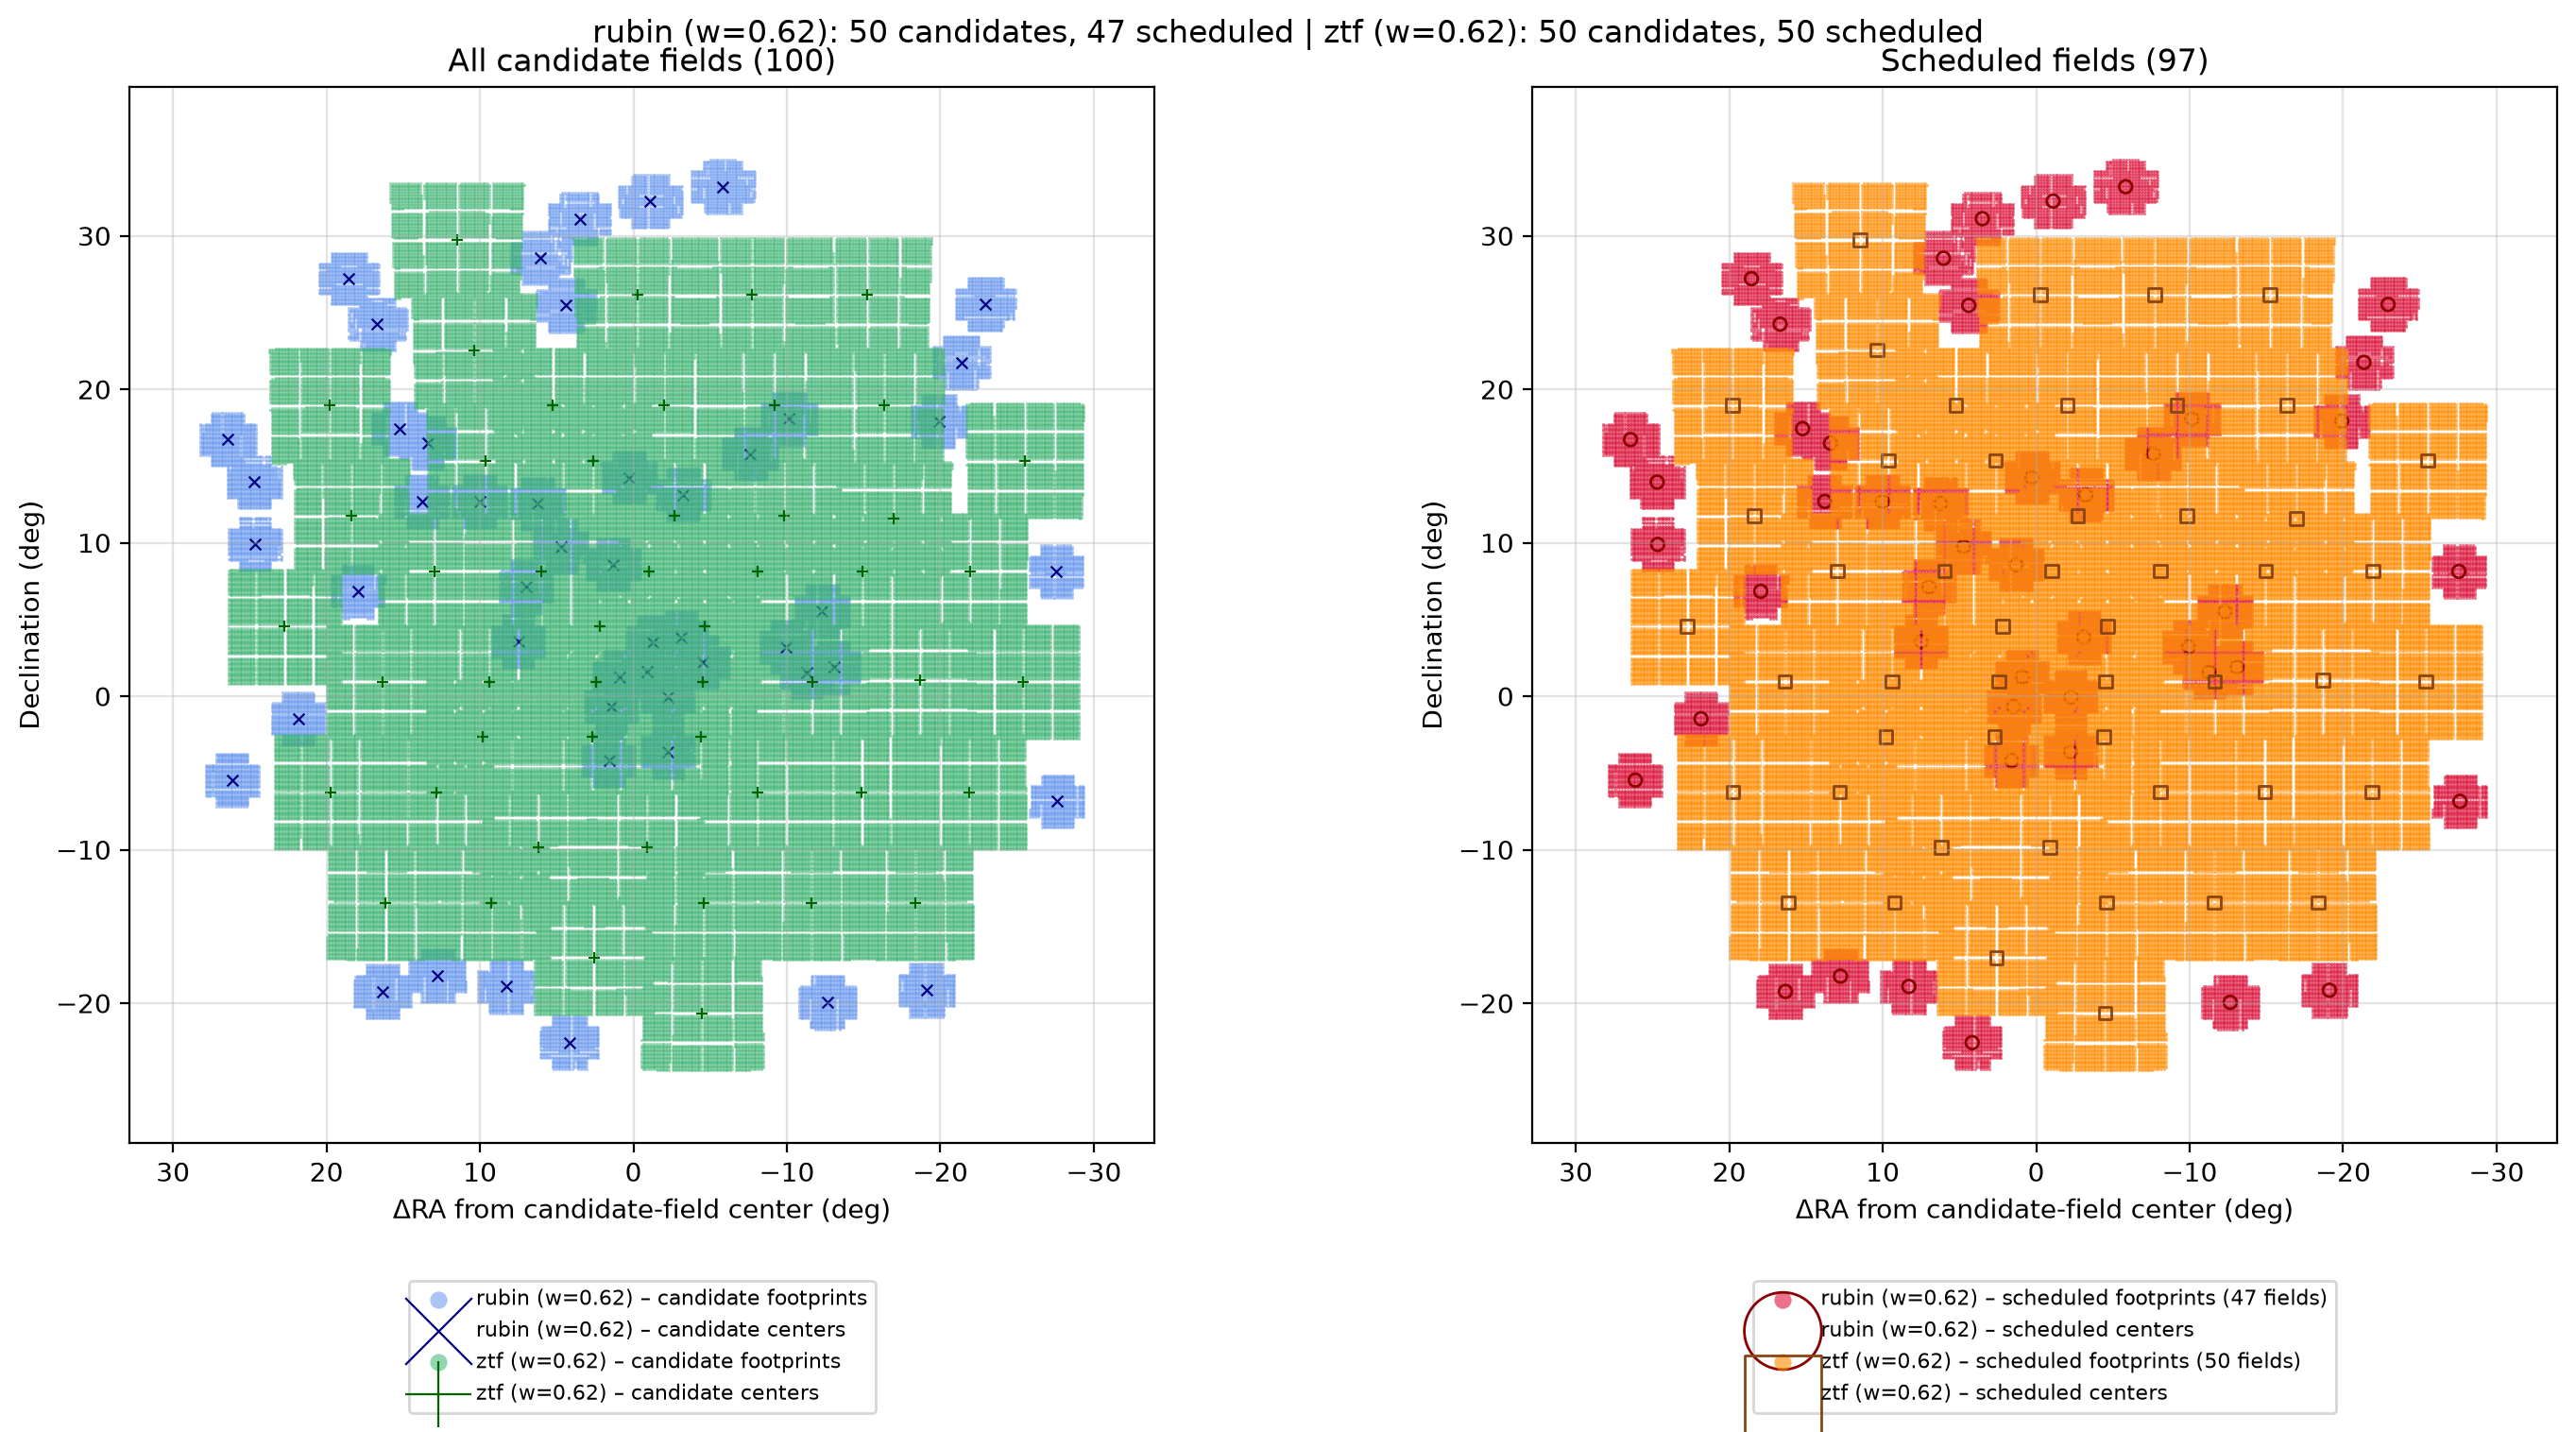 rubin (w=0.62): 50 candidates, 47 scheduled | ztf (w=0.62): 50 candidates, 50 scheduled
All candidate fields (100)
30
20
10
0
−10
−20
Declination (deg)
30
20
10
0
−10
−20
−30
ΔRA from candidate-field center (deg)
rubin (w=0.62) – candidate footprints
rubin (w=0.62) – candidate centers
ztf (w=0.62) – candidate footprints
ztf (w=0.62) – candidate centers
Scheduled fields (97)
30
20
10
0
−10
−20
Declination (deg)
30
20
10
0
−10
−20
−30
ΔRA from candidate-field center (deg)
rubin (w=0.62) – scheduled footprints (47 fields)
rubin (w=0.62) – scheduled centers
ztf (w=0.62) – scheduled footprints (50 fields)
ztf (w=0.62) – scheduled centers